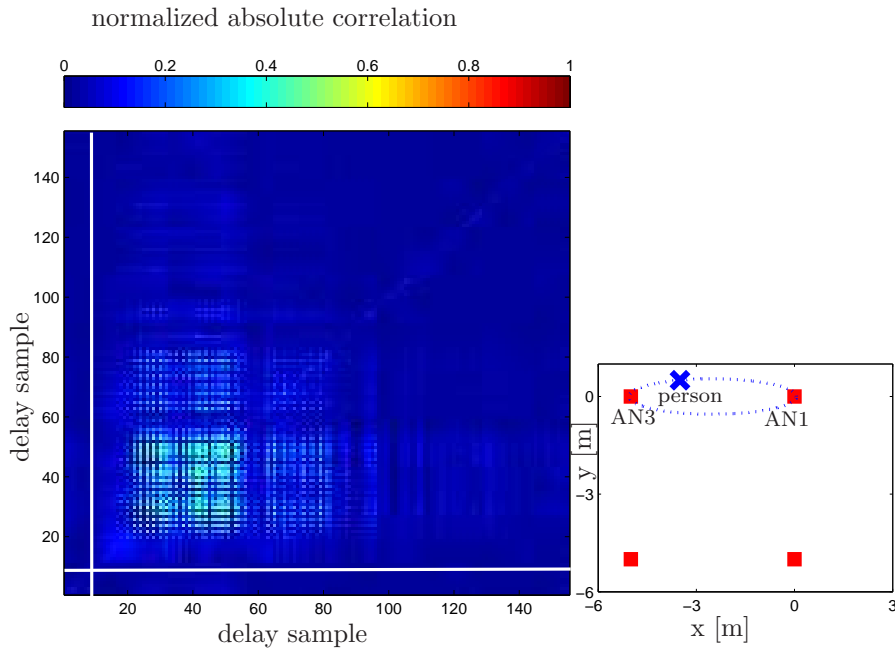 normalized absolute correlation
0 0.2 0.4 0.6 0.8 1
delay sample
140
120
100
80
60
40
20
20 40 60 80 100 120 140
delay sample
y [m]
0
−3
−6
person
AN3
AN1
−6 −3 0 3
x [m]